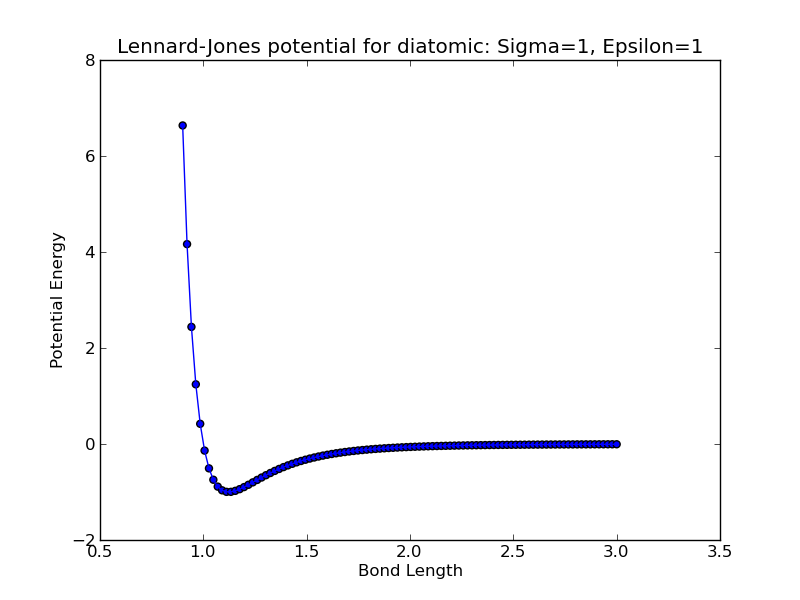 Lennard-Jones potential for diatomic: Sigma=1, Epsilon=1
8
6
4
2
0
−2
Potential Energy
0.5 1.0 1.5 2.0 2.5 3.0 3.5
Bond Length